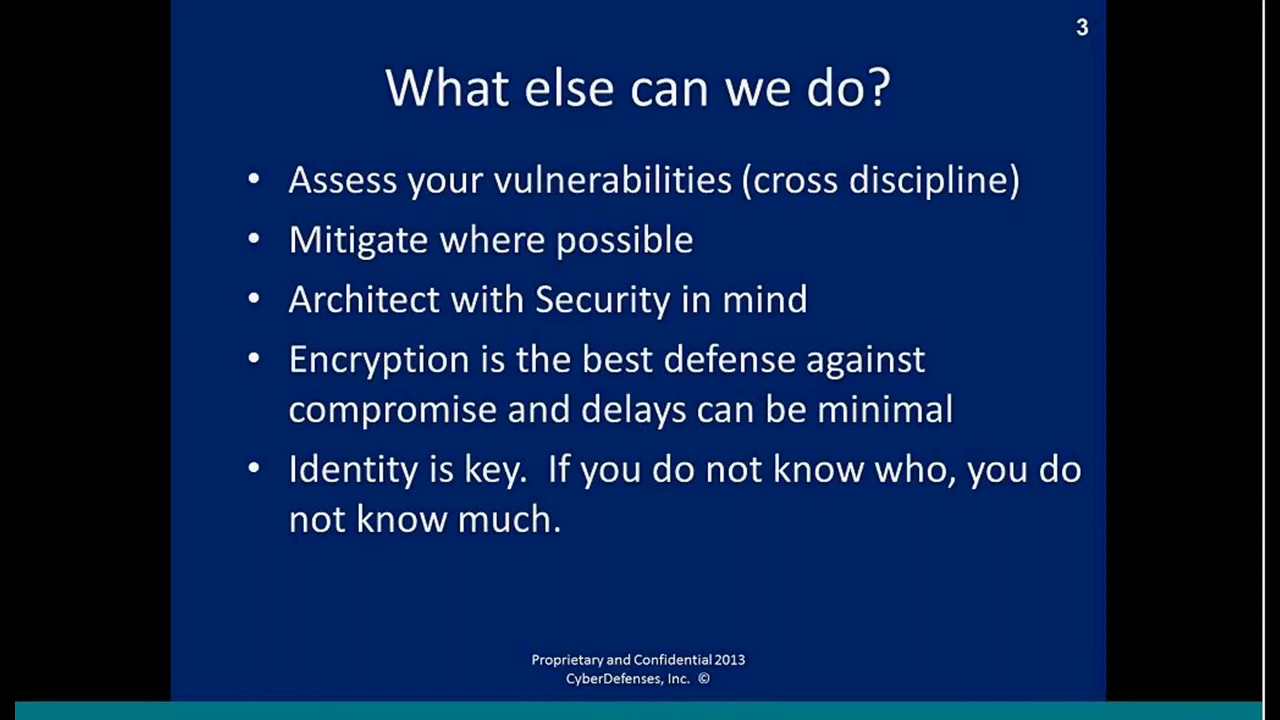 3
What else can we do?
• Assess your vulnerabilities (cross discipline)
• Mitigate where possible
• Architect with Security in mind
• Encryption is the best defense against
compromise and delays can be minimal
• Identity is key.  If you do not know who, you do
not know much.
Proprietary and Confidential 2013
CyberDefenses, Inc. ©